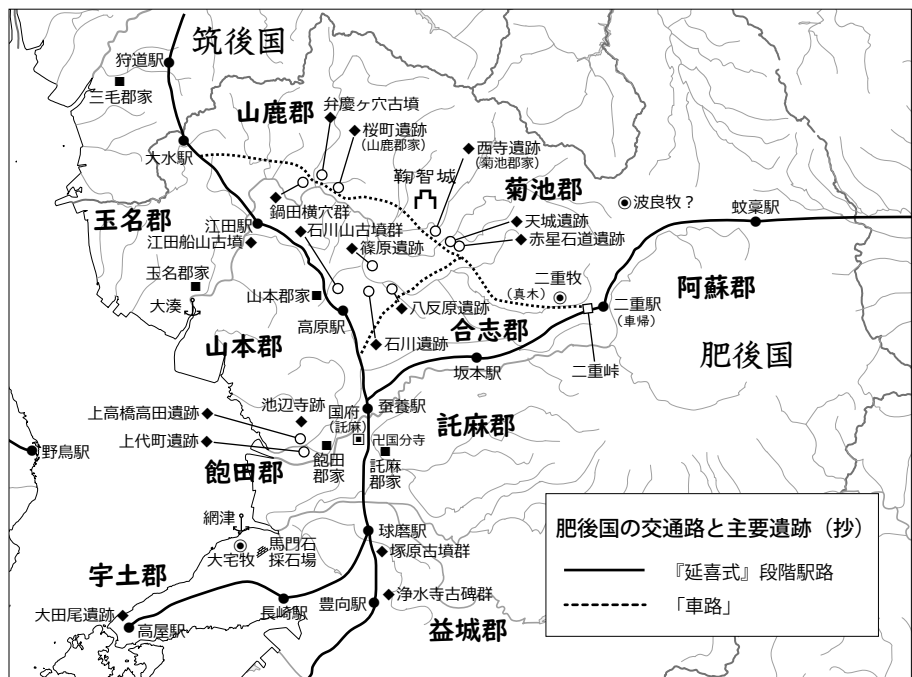 筑後国
狩道駅
三毛郡家
山鹿郡
弁慶ヶ穴古墳
桜町遺跡
(山鹿郡家)
西寺遺跡
(菊池郡家)
大水駅
鞠智城
菊池郡
波良牧？
蚊稾駅
玉名郡
鍋田横穴群
天城遺跡
江田駅
石川山古墳群
赤星石道遺跡
江田船山古墳
篠原遺跡
玉名郡家
二重牧
(真木)
阿蘇郡
大湊
山本郡家
八反原遺跡
二重駅
(車帰)
高原駅
合志郡
山本郡
石川遺跡
肥後国
坂本駅
二重峠
池辺寺跡
蚕養駅
上高橋高田遺跡
国府
(託麻)
託麻郡
卍国分寺
上代町遺跡
野鳥駅
飽田
郡家
託麻
郡家
飽田郡
網津
球磨駅
肥後国の交通路と主要遺跡（抄）
馬門石
採石場
大宅牧
塚原古墳群
『延喜式』段階駅路
宇土郡
浄水寺古碑群
豊向駅
長崎駅
「車路」
大田尾遺跡
高屋駅
益城郡